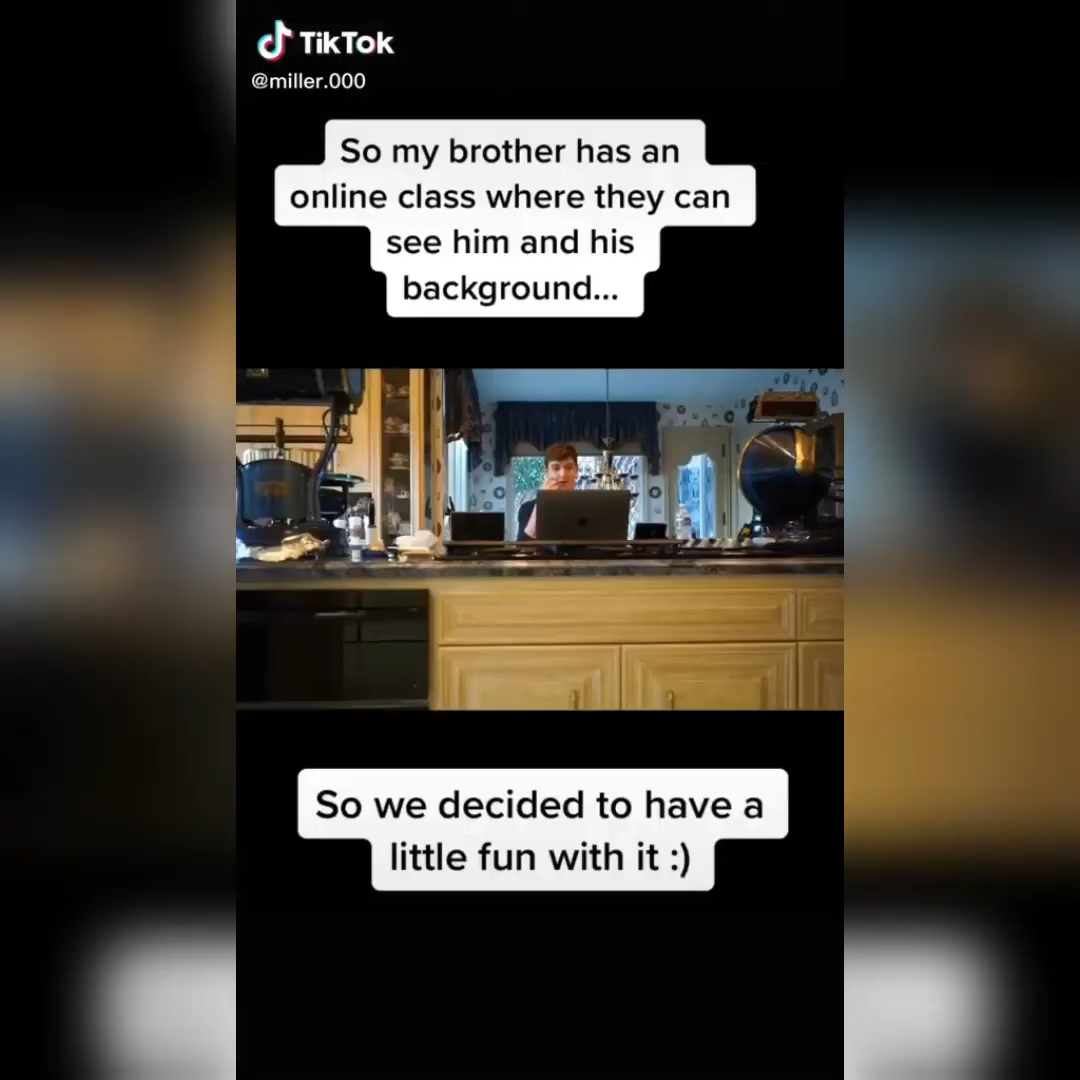 TikTok
@miller.000
So my brother has an
online class where they can
see him and his
background...
So we decided to have a
little fun with it :)